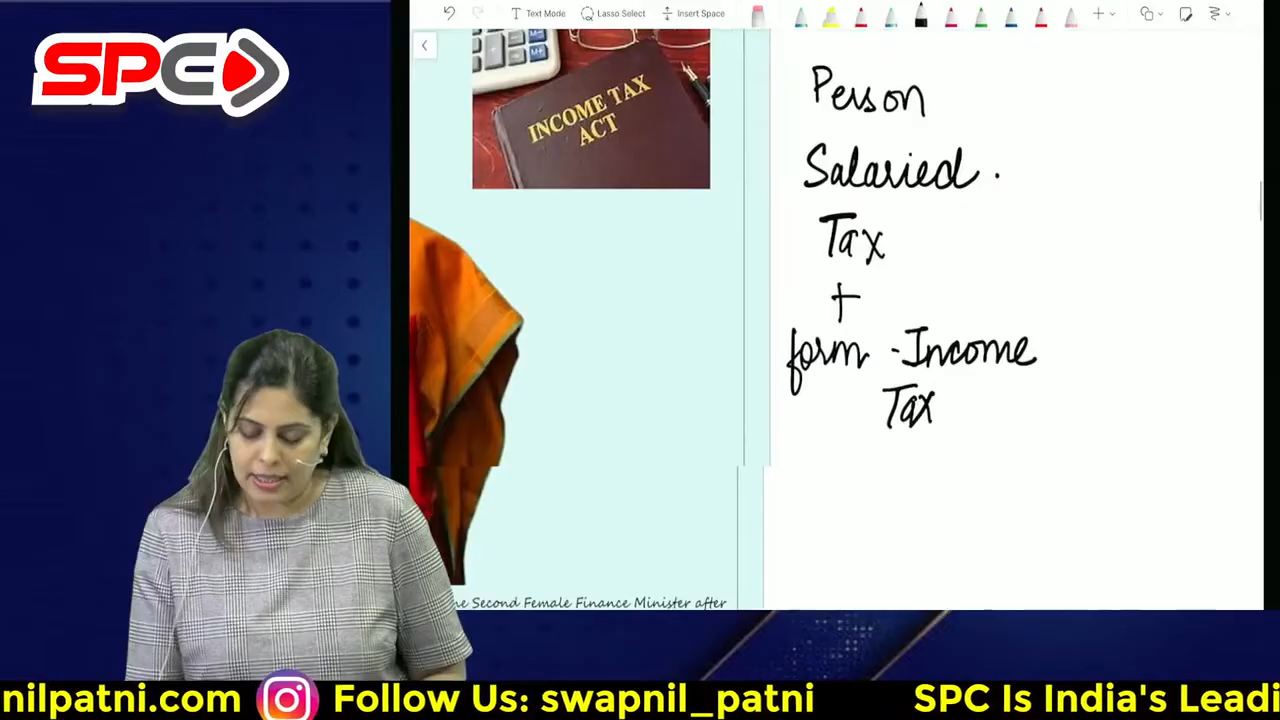 SPC
Text Mode
Lasso Select
Insert Space
INCOME TAX
ACT
M+
Person
Salaried .
Tax
+
form - Income
Tax
he Second Female Finance Minister after
nilpatni.com
Follow Us: swapnil_patni
SPC Is India's Leadi